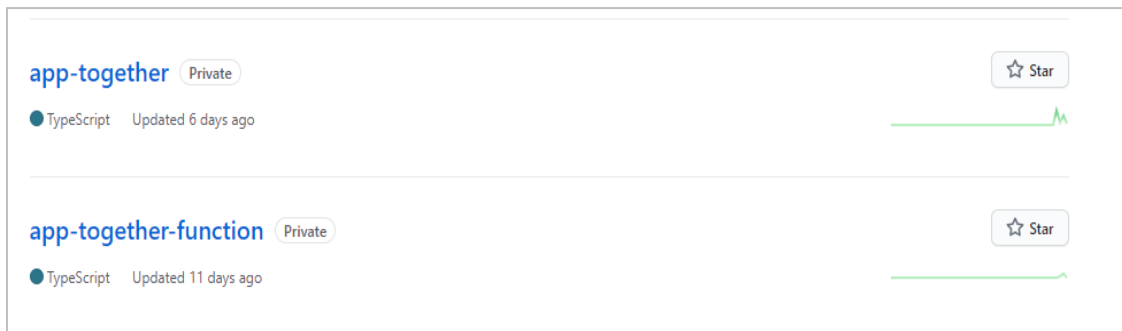 app-together Private Star
TypeScript Updated 6 days ago
app-together-function Private Star
TypeScript Updated 11 days ago